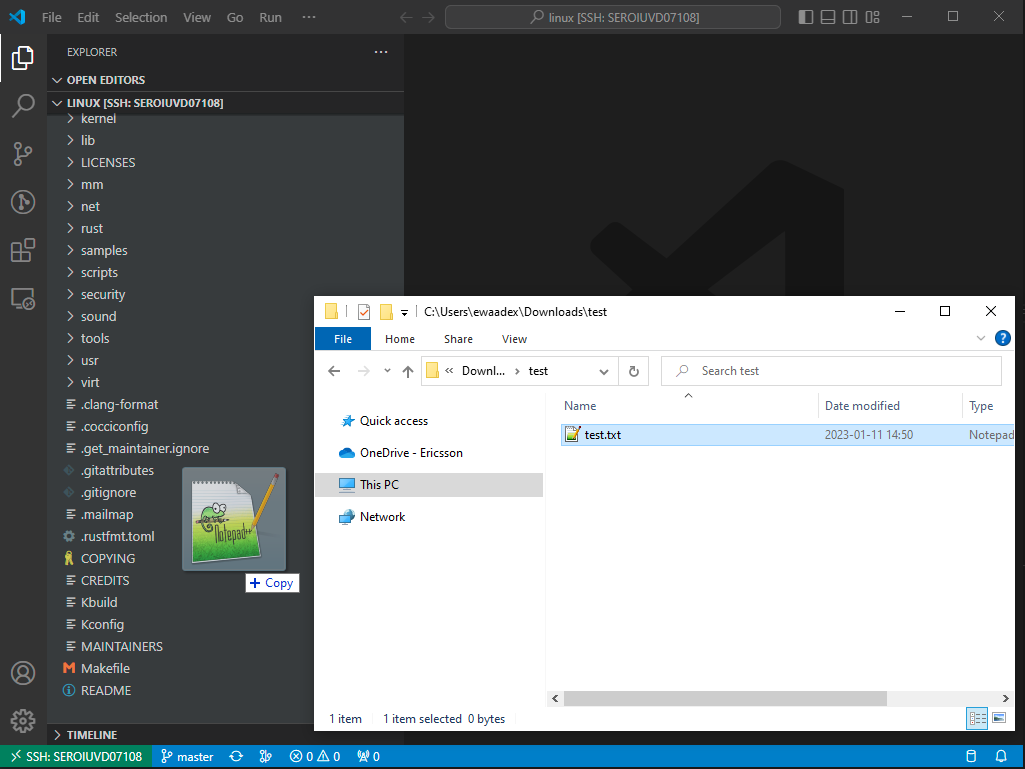 File Edit Selection View Go Run ···
linux [SSH: SEROIUVD07108]
EXPLORER
OPEN EDITORS
LINUX [SSH: SEROIUVD07108]
kernel
lib
LICENSES
mm
net
rust
samples
scripts
security
sound
tools
usr
virt
.clang-format
.cocciconfig
.get_maintainer.ignore
.gitattributes
.gitignore
.mailmap
.rustfmt.toml
COPYING
CREDITS
Kbuild
Kconfig
MAINTAINERS
Makefile
README
TIMELINE
Notepad++
+ Copy
C:\Users\ewaadex\Downloads\test
File Home Share View
« Downl... › test
Search test
Name Date modified Type
test.txt 2023-01-11 14:50 Notepad
Quick access
OneDrive - Ericsson
This PC
Network
1 item 1 item selected 0 bytes
SSH: SEROIUVD07108 master 0 0 0